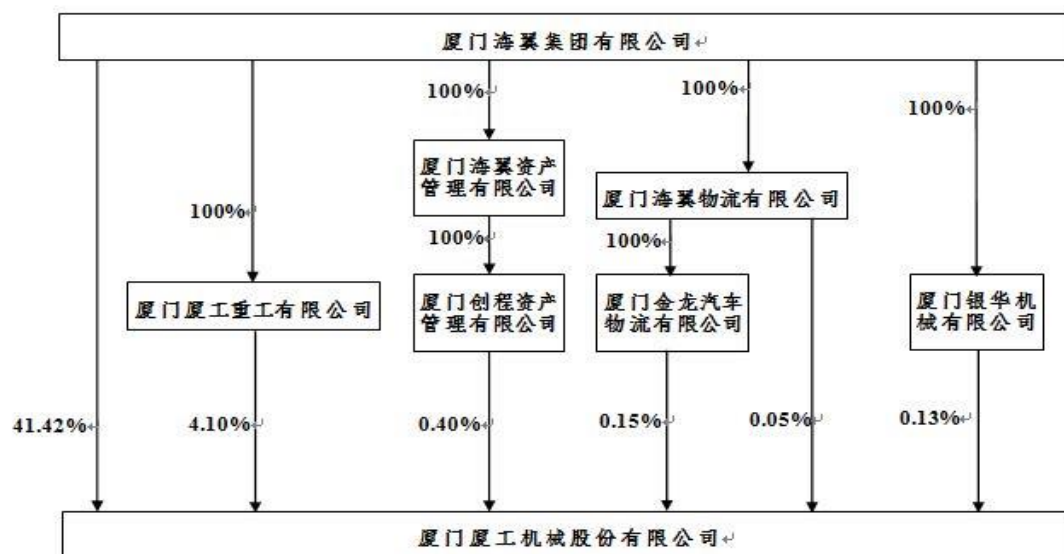 厦门海翼集团有限公司
100%
100%
100%
厦门海翼资产
管理有限公司
厦门海翼物流有限公司
100%
100%
100%
厦门厦工重工有限公司
厦门创程资产
管理有限公司
厦门金龙汽车
物流有限公司
厦门银华机
械有限公司
41.42%
4.10%
0.40%
0.15%
0.05%
0.13%
厦门厦工机械股份有限公司